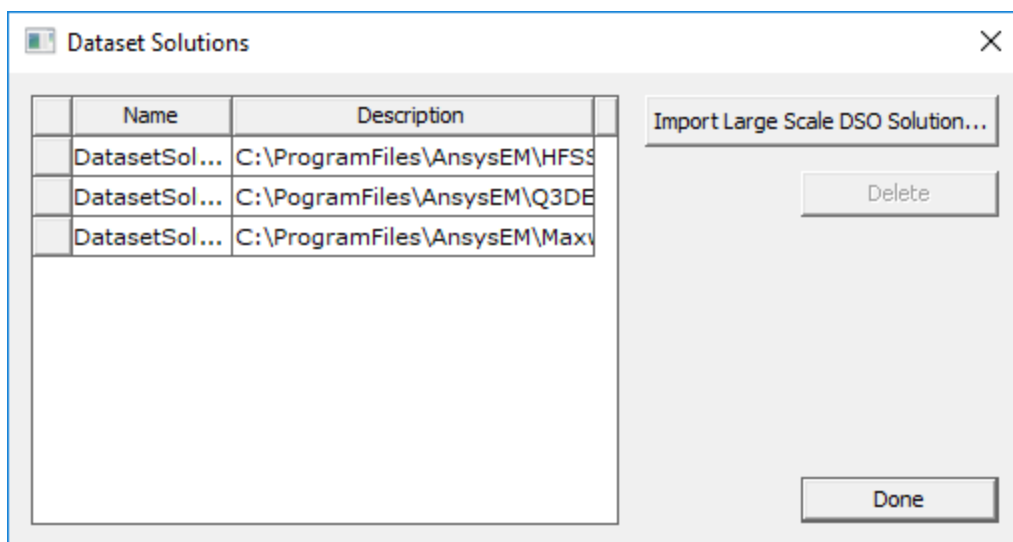 Dataset Solutions
Name Description
DatasetSol... C:\ProgramFiles\AnsysEM\HFSS
DatasetSol... C:\PogramFiles\AnsysEM\Q3DE
DatasetSol... C:\ProgramFiles\AnsysEM\Maxw
Import Large Scale DSO Solution...
Delete
Done